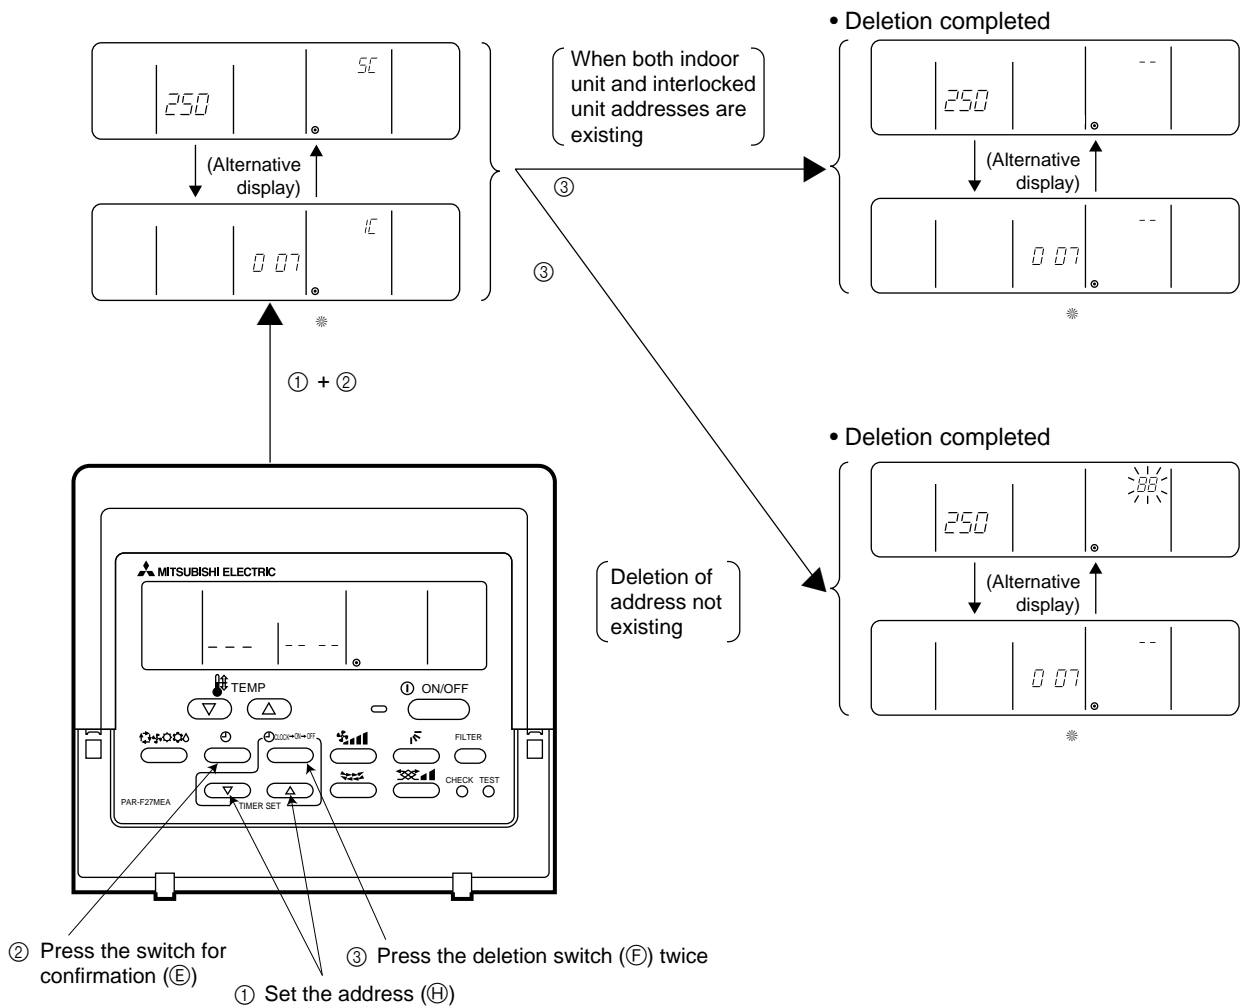 • Deletion completed
SC
250
(Alternative
display)
IC
0 07
① + ②
When both indoor
unit and interlocked
unit addresses are
existing
③
③
--
250
(Alternative
display)
--
0 07
• Deletion completed
88
250
(Alternative
display)
--
0 07
Deletion of
address not
existing
MITSUBISHI ELECTRIC
--- -- --
TEMP
ON/OFF
CLOCK→ON→OFF
FILTER
CHECK TEST
PAR-F27MEA
TIMER SET
② Press the switch for
confirmation (Ⓔ)
③ Press the deletion switch (Ⓕ) twice
① Set the address (Ⓗ)